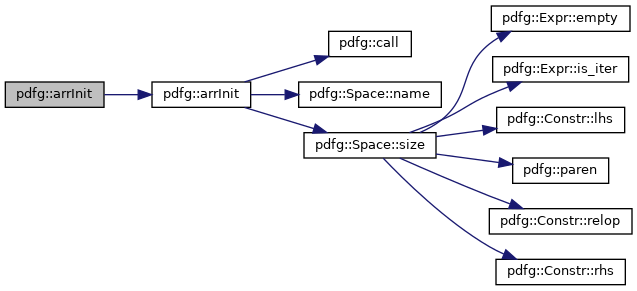 pdfg::arrInit
pdfg::arrInit
pdfg::call
pdfg::Space::name
pdfg::Space::size
pdfg::Expr::empty
pdfg::Expr::is_iter
pdfg::Constr::lhs
pdfg::paren
pdfg::Constr::relop
pdfg::Constr::rhs